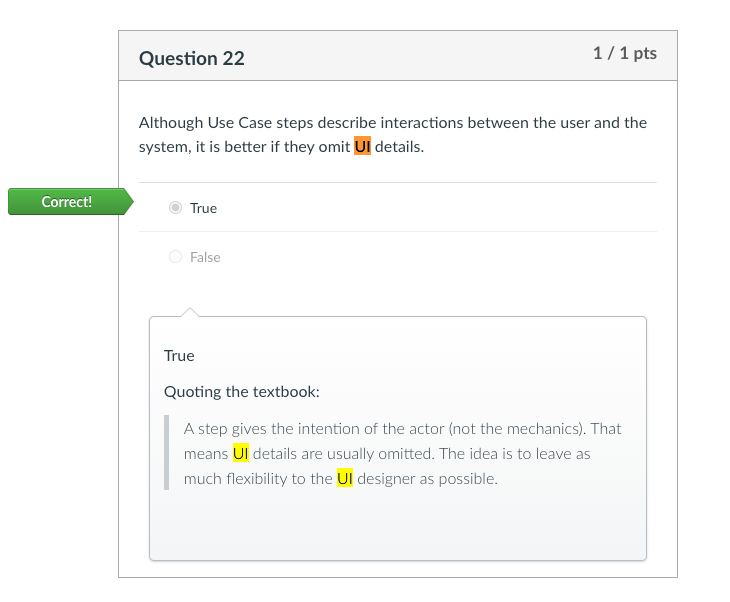 Question 22
1 / 1 pts
Although Use Case steps describe interactions between the user and the
system, it is better if they omit UI details.
Correct!
True
False
True
Quoting the textbook:
A step gives the intention of the actor (not the mechanics). That
means UI details are usually omitted. The idea is to leave as
much flexibility to the UI designer as possible.